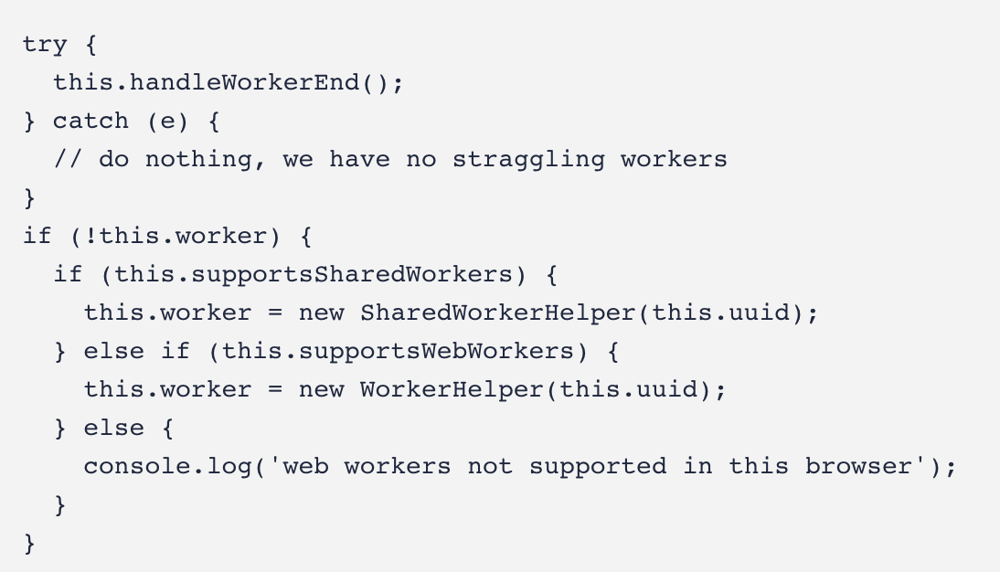 try {
  this.handleWorkerEnd();
} catch (e) {
  // do nothing, we have no straggling workers
}
if (!this.worker) {
  if (this.supportsSharedWorkers) {
    this.worker = new SharedWorkerHelper(this.uuid);
  } else if (this.supportsWebWorkers) {
    this.worker = new WorkerHelper(this.uuid);
  } else {
    console.log('web workers not supported in this browser');
  }
}